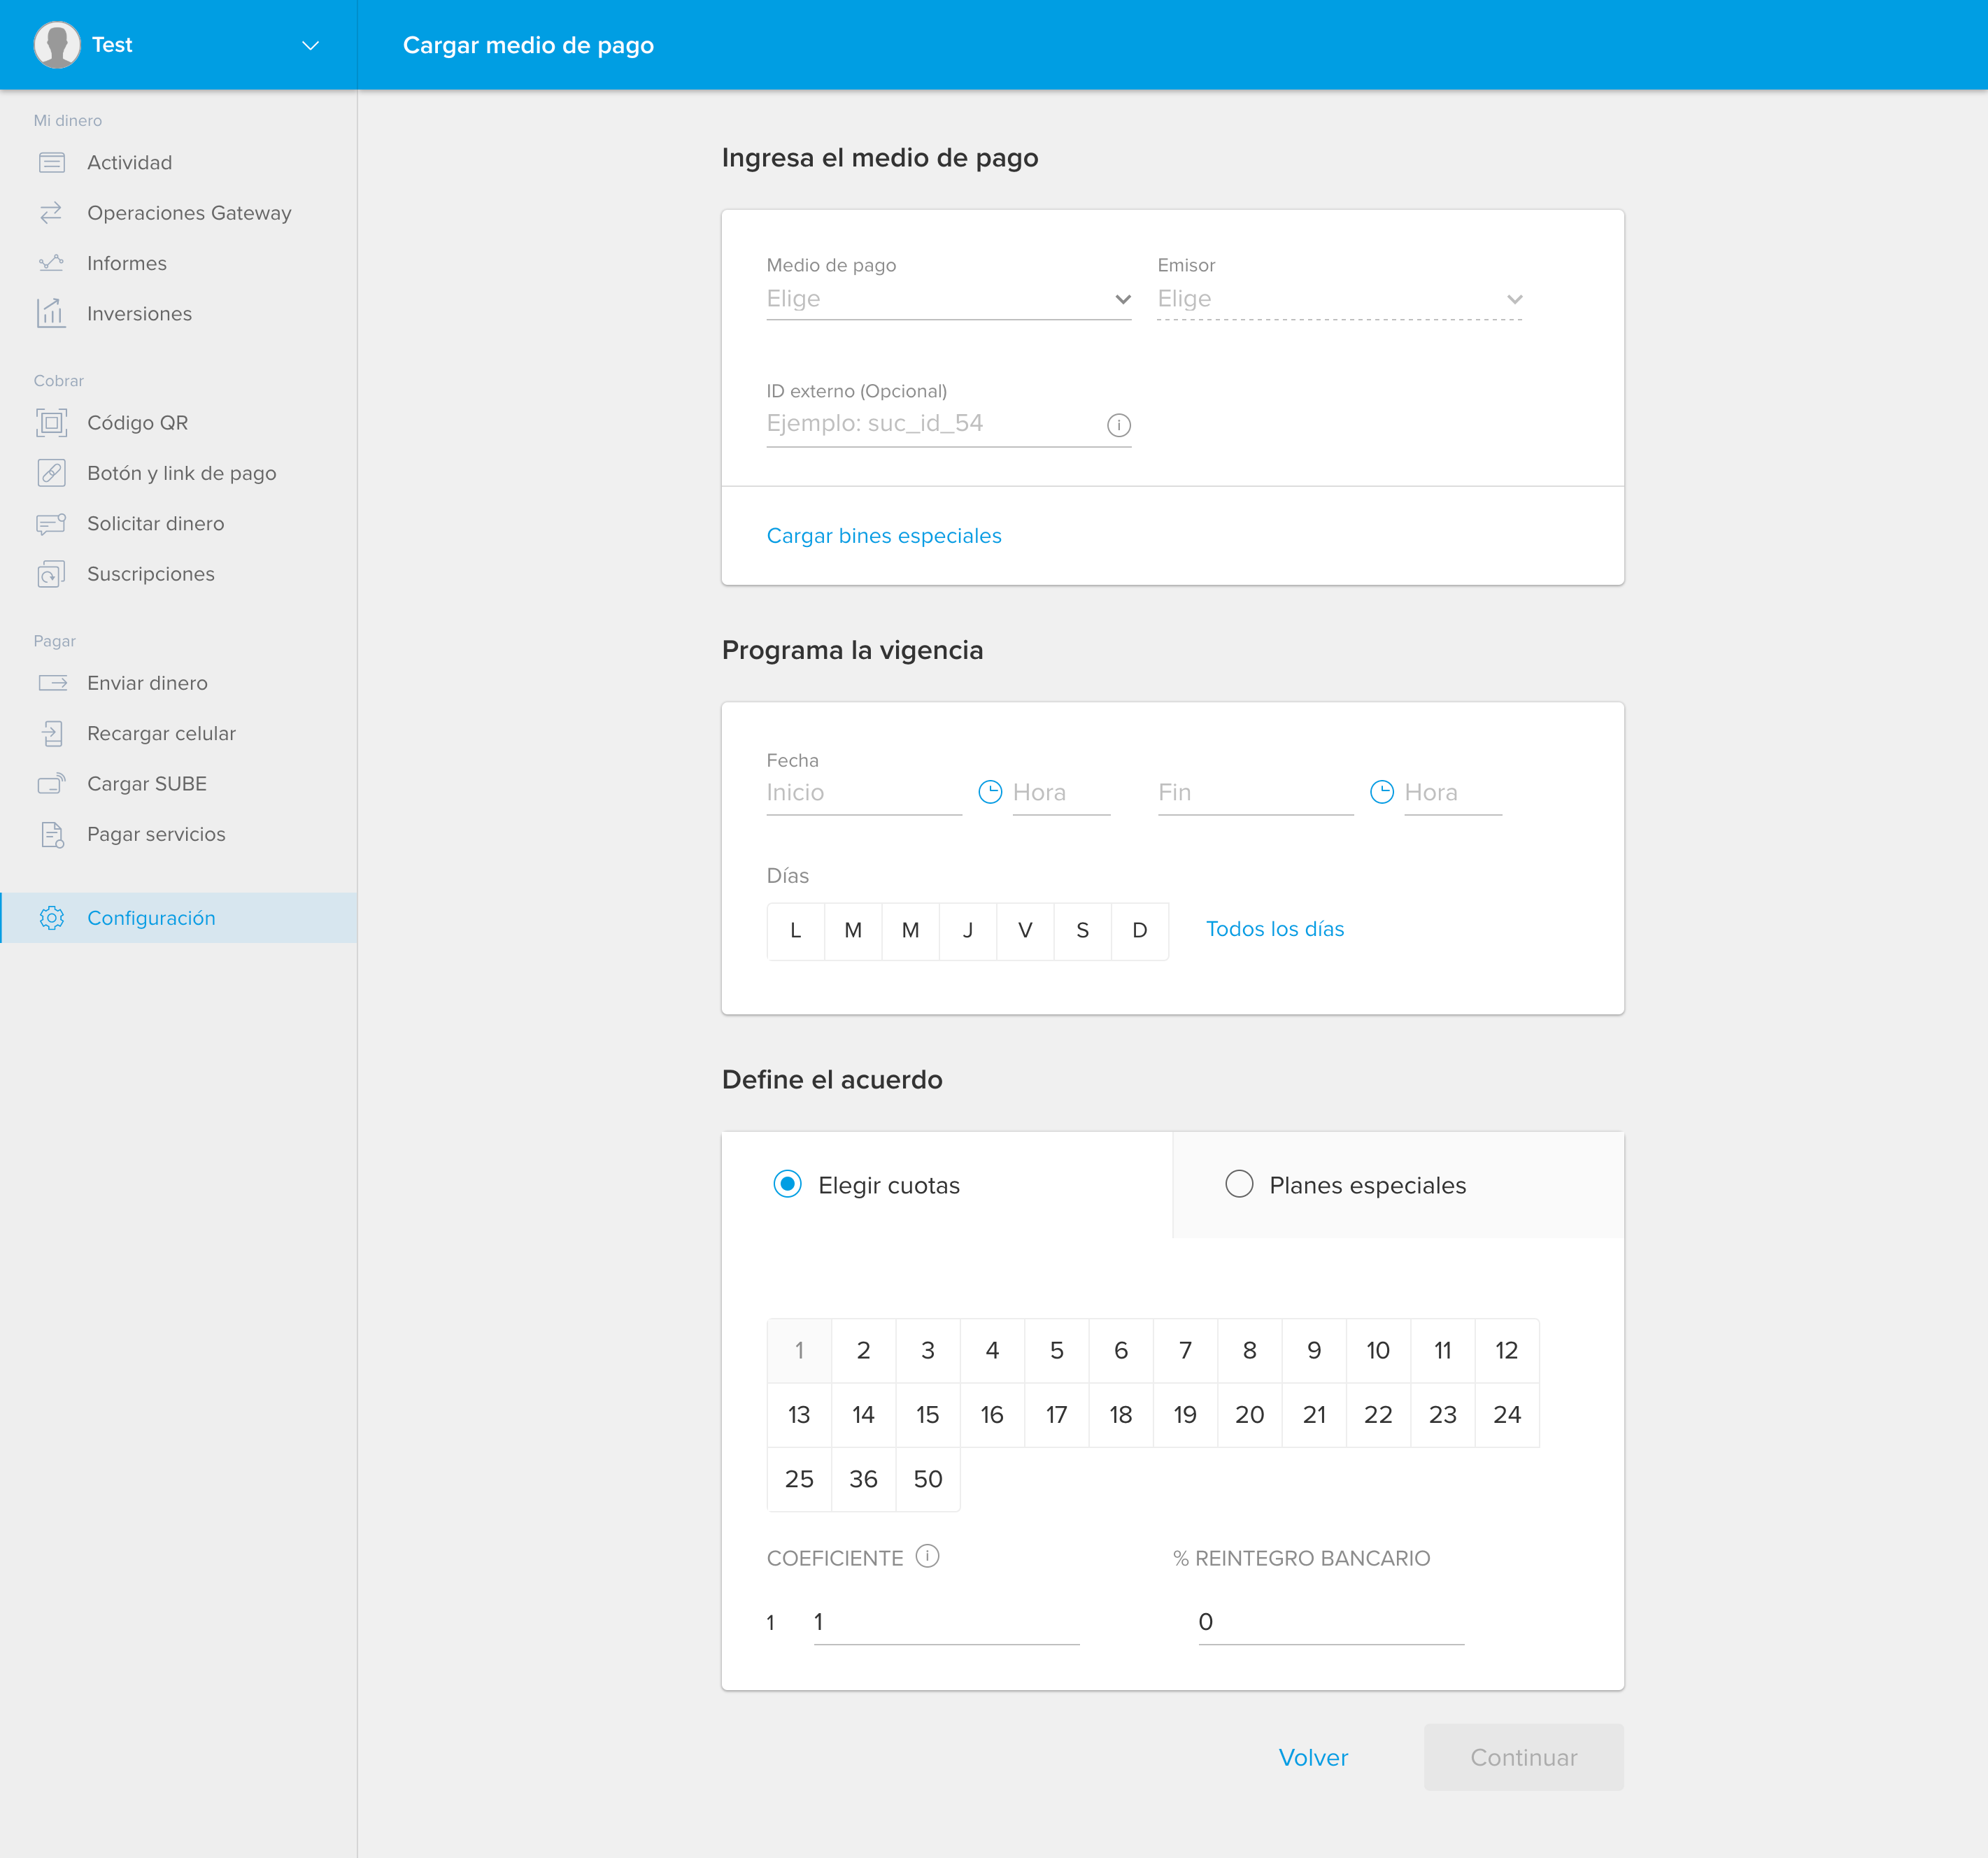 Test
Cargar medio de pago
Mi dinero
Actividad
Operaciones Gateway
Informes
Inversiones
Cobrar
Código QR
Botón y link de pago
Solicitar dinero
Suscripciones
Pagar
Enviar dinero
Recargar celular
Cargar SUBE
Pagar servicios
Configuración
Ingresa el medio de pago
Medio de pago Emisor
Elige Elige
ID externo (Opcional)
Ejemplo: suc_id_54
Cargar bines especiales
Programa la vigencia
Fecha
Inicio Hora Fin Hora
Días
L M M J V S D Todos los días
Define el acuerdo
Elegir cuotas Planes especiales
1 2 3 4 5 6 7 8 9 10 11 12
13 14 15 16 17 18 19 20 21 22 23 24
25 36 50
COEFICIENTE % REINTEGRO BANCARIO
1 1 0
Volver Continuar